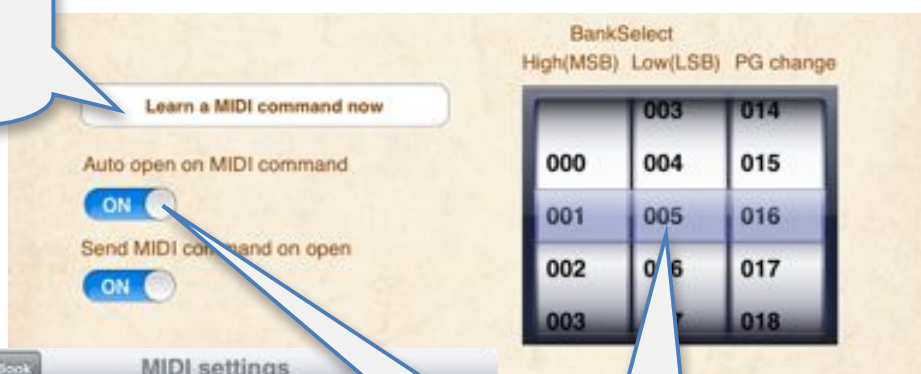 BankSelect
High(MSB) Low(LSB) PG change
Learn a MIDI command now
003 014
Auto open on MIDI command
000 004 015
ON
001 005 016
Send MIDI command on open
002 017
ON
003 018
MIDI settings